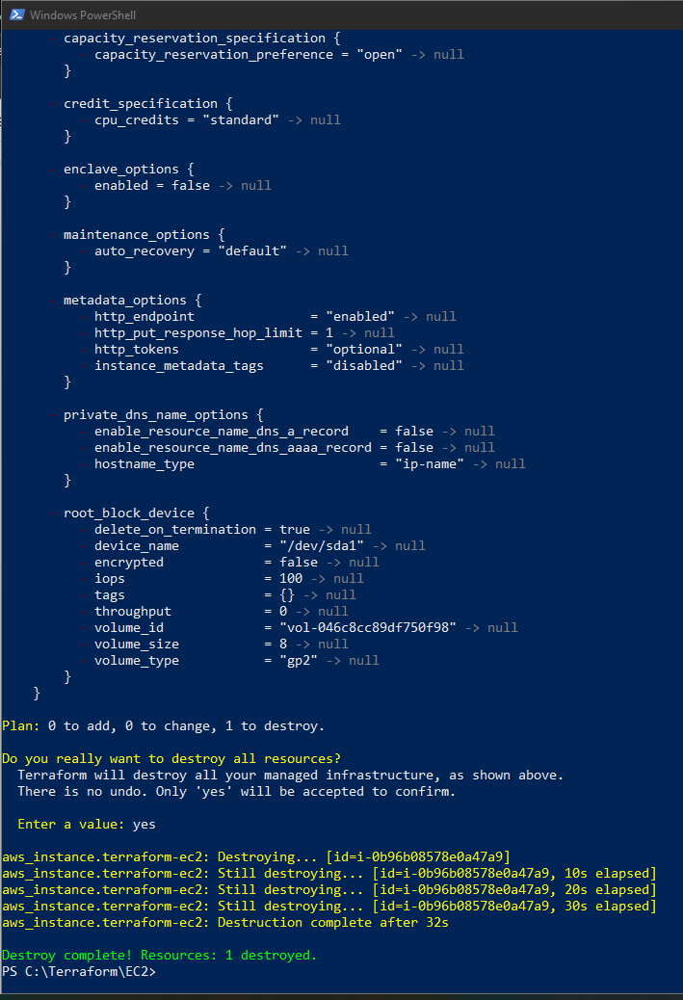 Windows PowerShell
- capacity_reservation_specification {
- capacity_reservation_preference = "open" -> null
}
- credit_specification {
- cpu_credits = "standard" -> null
}
- enclave_options {
- enabled = false -> null
}
- maintenance_options {
- auto_recovery = "default" -> null
}
- metadata_options {
- http_endpoint = "enabled" -> null
- http_put_response_hop_limit = 1 -> null
- http_tokens = "optional" -> null
- instance_metadata_tags = "disabled" -> null
}
- private_dns_name_options {
- enable_resource_name_dns_a_record = false -> null
- enable_resource_name_dns_aaaa_record = false -> null
- hostname_type = "ip-name" -> null
}
- root_block_device {
- delete_on_termination = true -> null
- device_name = "/dev/sda1" -> null
- encrypted = false -> null
- iops = 100 -> null
- tags = {} -> null
- throughput = 0 -> null
- volume_id = "vol-046c8cc89df750f98" -> null
- volume_size = 8 -> null
- volume_type = "gp2" -> null
}
}
Plan: 0 to add, 0 to change, 1 to destroy.
Do you really want to destroy all resources?
Terraform will destroy all your managed infrastructure, as shown above.
There is no undo. Only 'yes' will be accepted to confirm.
Enter a value: yes
aws_instance.terraform-ec2: Destroying... [id=i-0b96b08578e0a47a9]
aws_instance.terraform-ec2: Still destroying... [id=i-0b96b08578e0a47a9, 10s elapsed]
aws_instance.terraform-ec2: Still destroying... [id=i-0b96b08578e0a47a9, 20s elapsed]
aws_instance.terraform-ec2: Still destroying... [id=i-0b96b08578e0a47a9, 30s elapsed]
aws_instance.terraform-ec2: Destruction complete after 32s
Destroy complete! Resources: 1 destroyed.
PS C:\Terraform\EC2>